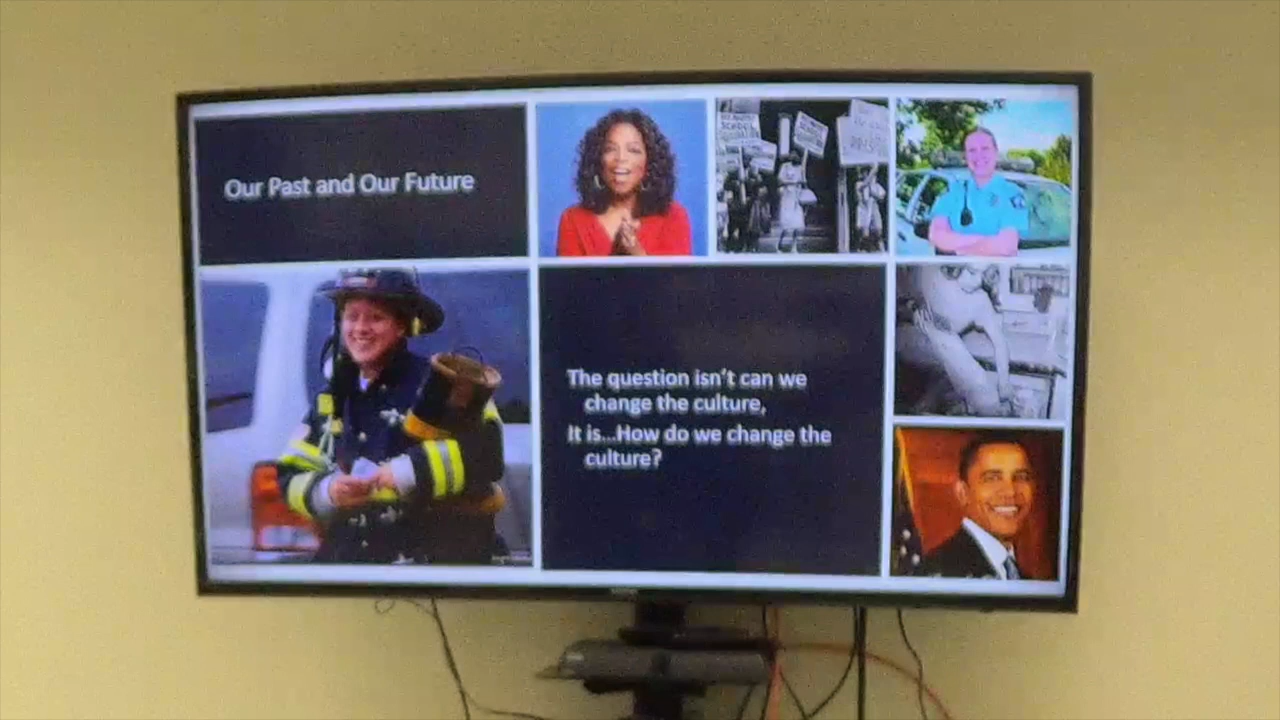 Our Past and Our Future
SCHOOL
The question isn't can we
change the culture,
It is...How do we change the
culture?